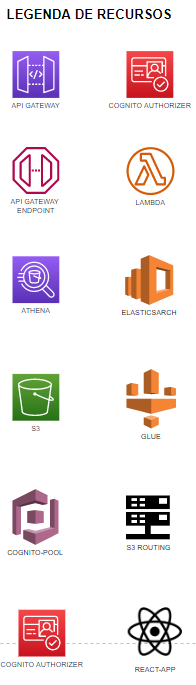 LEGENDA DE RECURSOS
API GATEWAY
COGNITO AUTHORIZER
API GATEWAY
ENDPOINT
LAMBDA
ATHENA
ELASTICSARCH
S3
GLUE
COGNITO-POOL
S3 ROUTING
COGNITO AUTHORIZER
REACT-APP